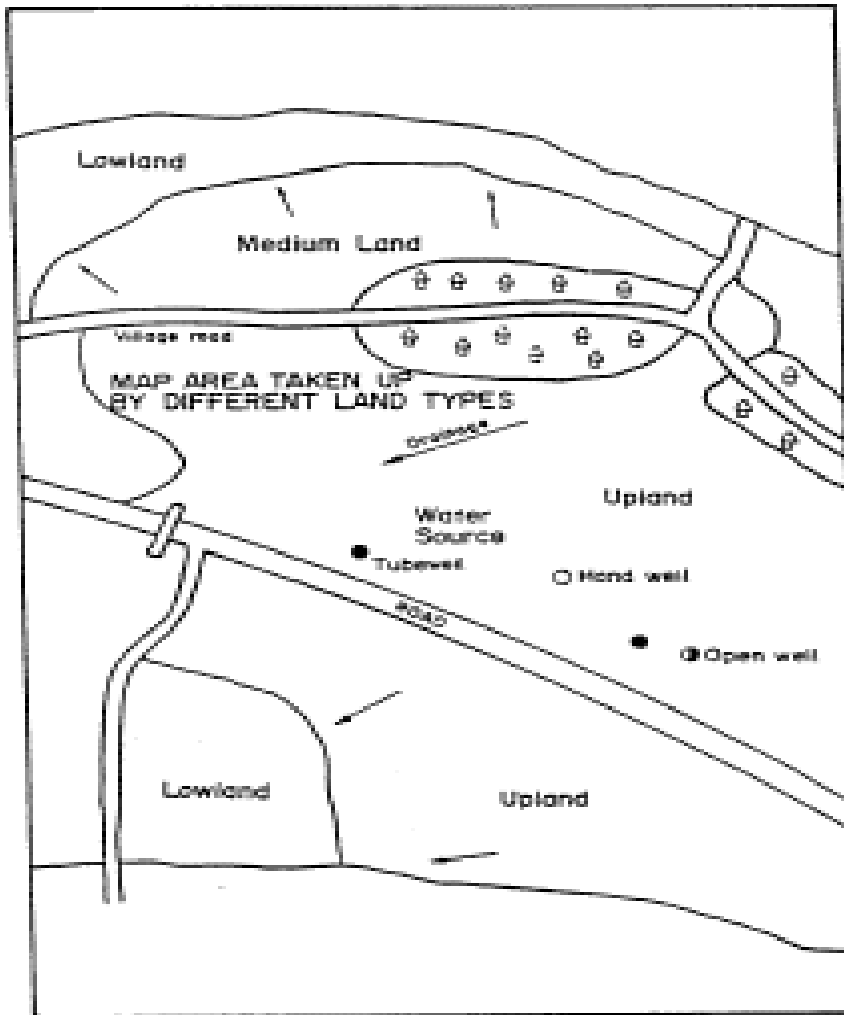 Lowland
Medium Land
Village road
MAP AREA TAKEN UP
BY DIFFERENT LAND TYPES
Drainage
Upland
Water
Source
Tubewell
Hand well
ROAD
Open well
Lowland
Upland